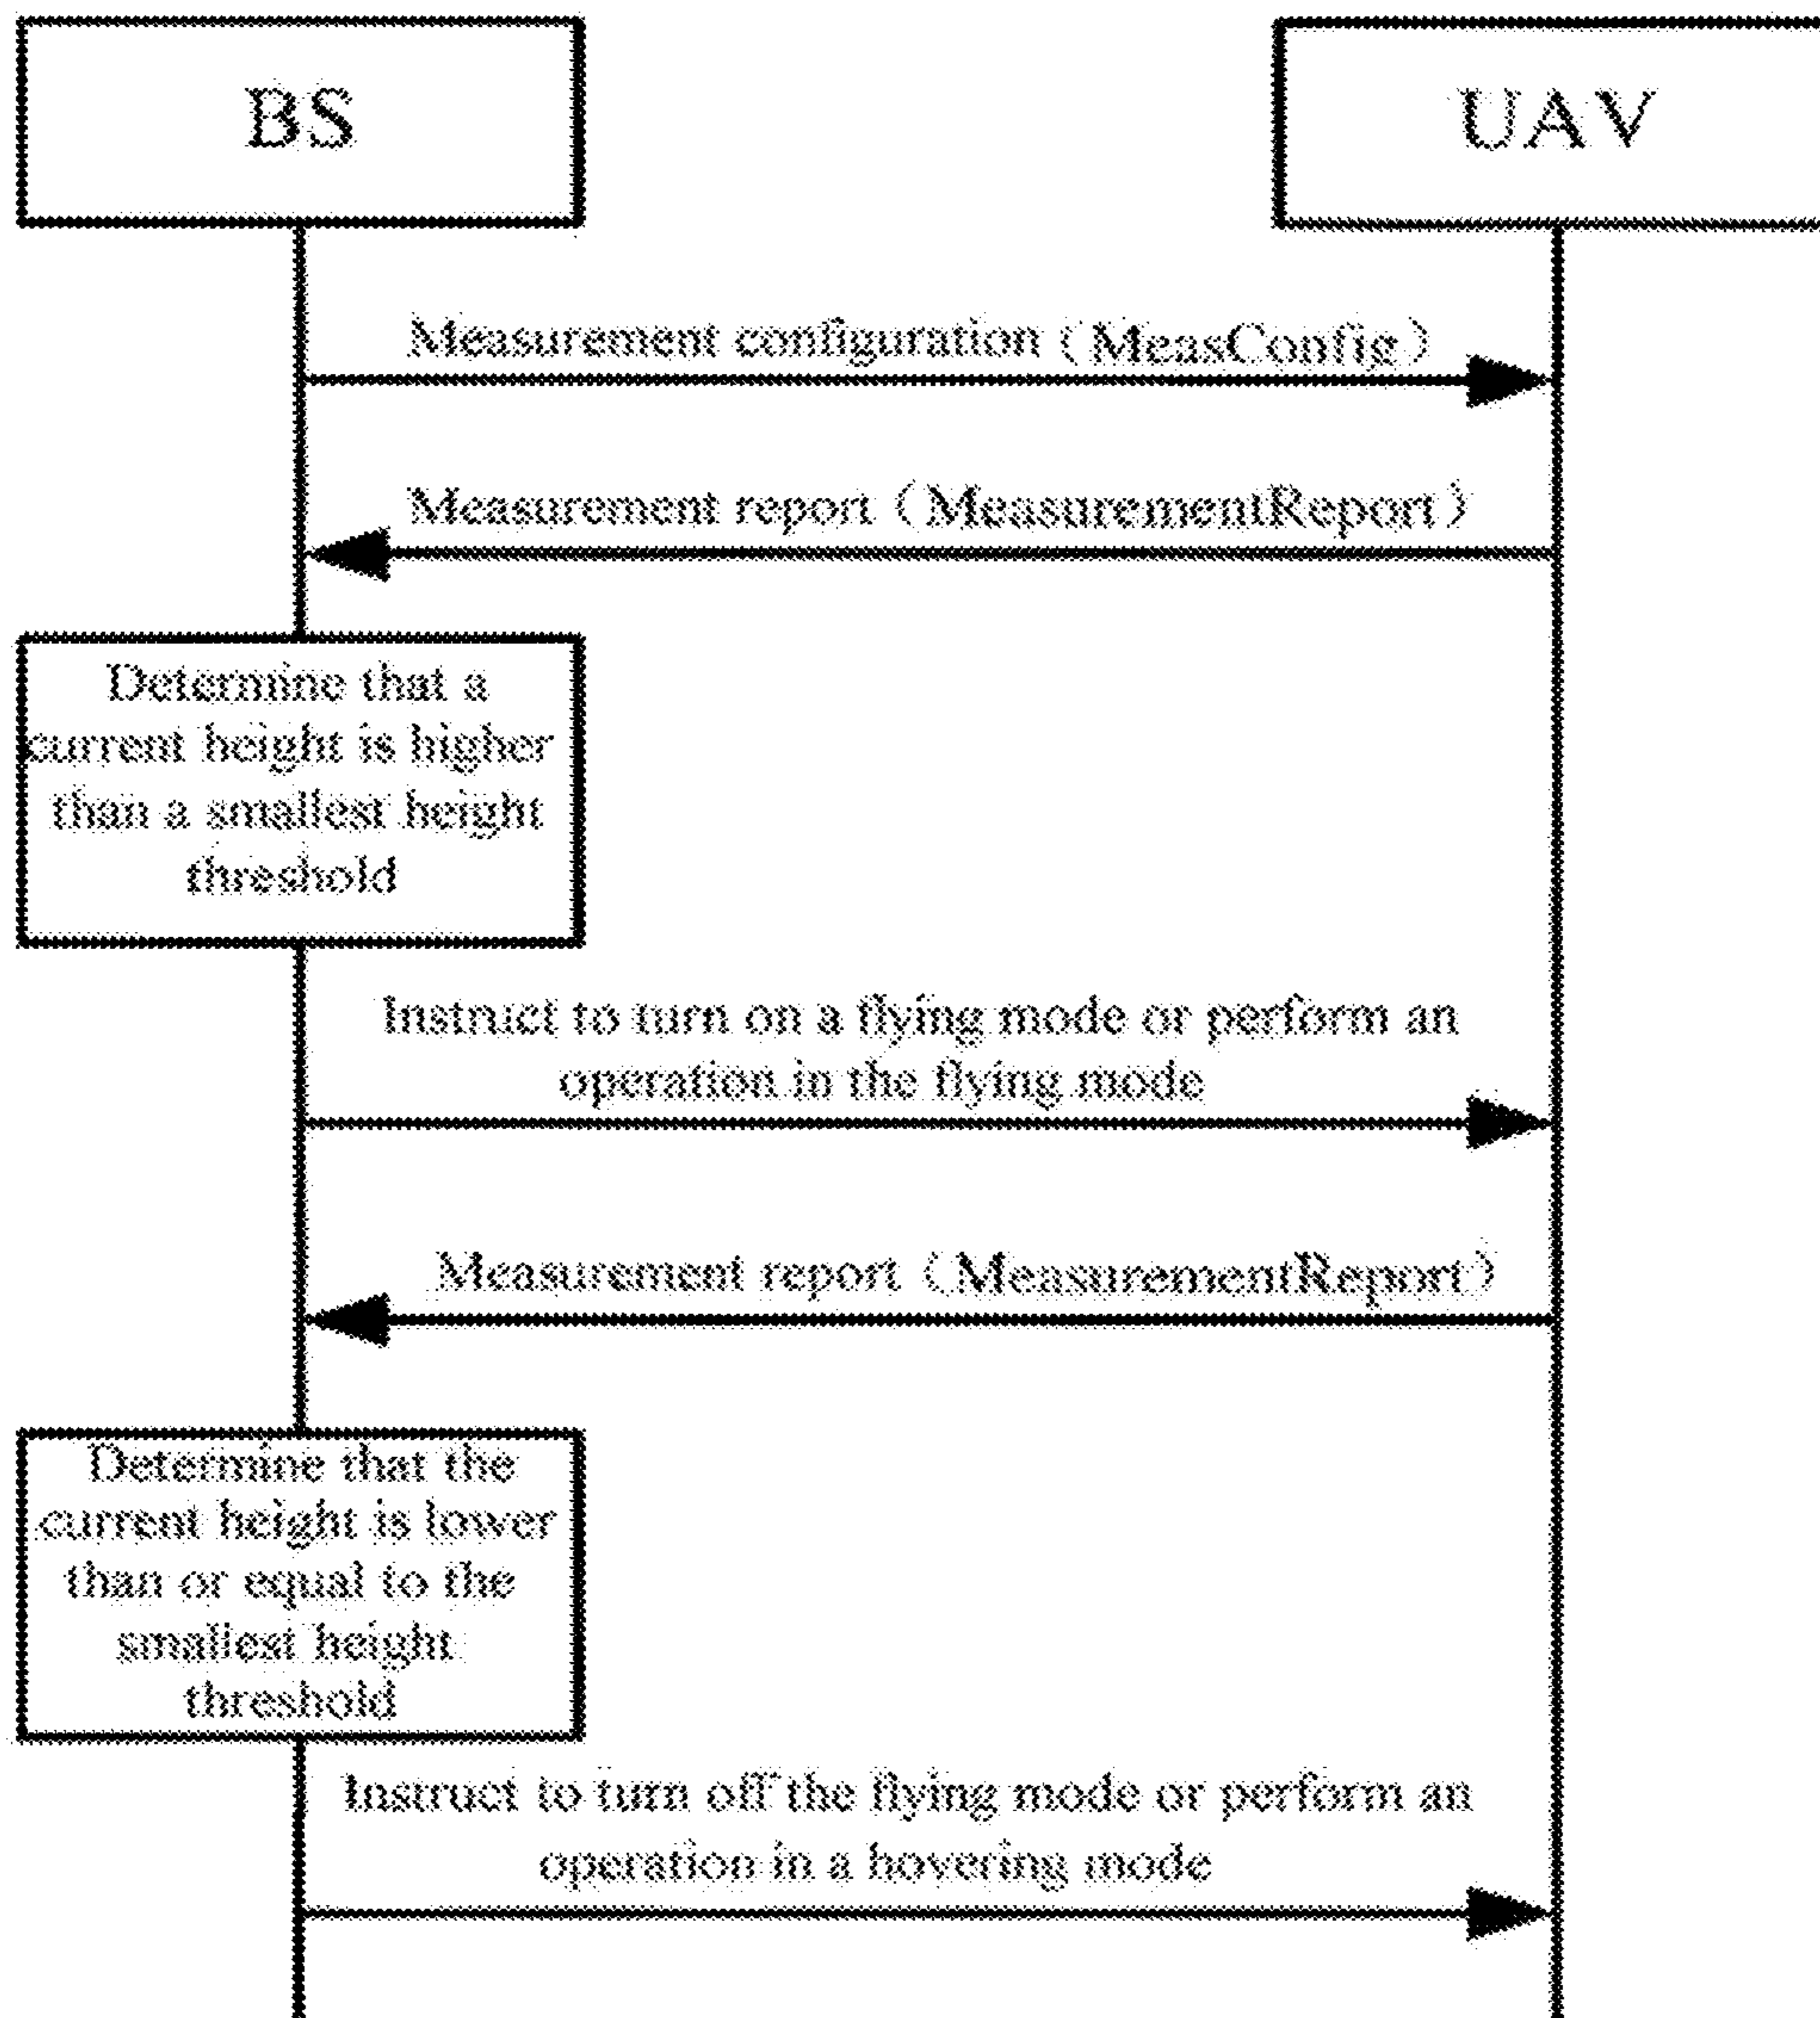 BS
UAV
Measurement configuration (MeasConfig)
Measurement report (MeasurementReport)
Determine that a
current height is higher
than a smallest height
threshold
Instruct to turn on a flying mode or perform an
operation in the flying mode
Measurement report (MeasurementReport)
Determine that the
current height is lower
than or equal to the
smallest height
threshold
Instruct to turn off the flying mode or perform an
operation in a hovering mode